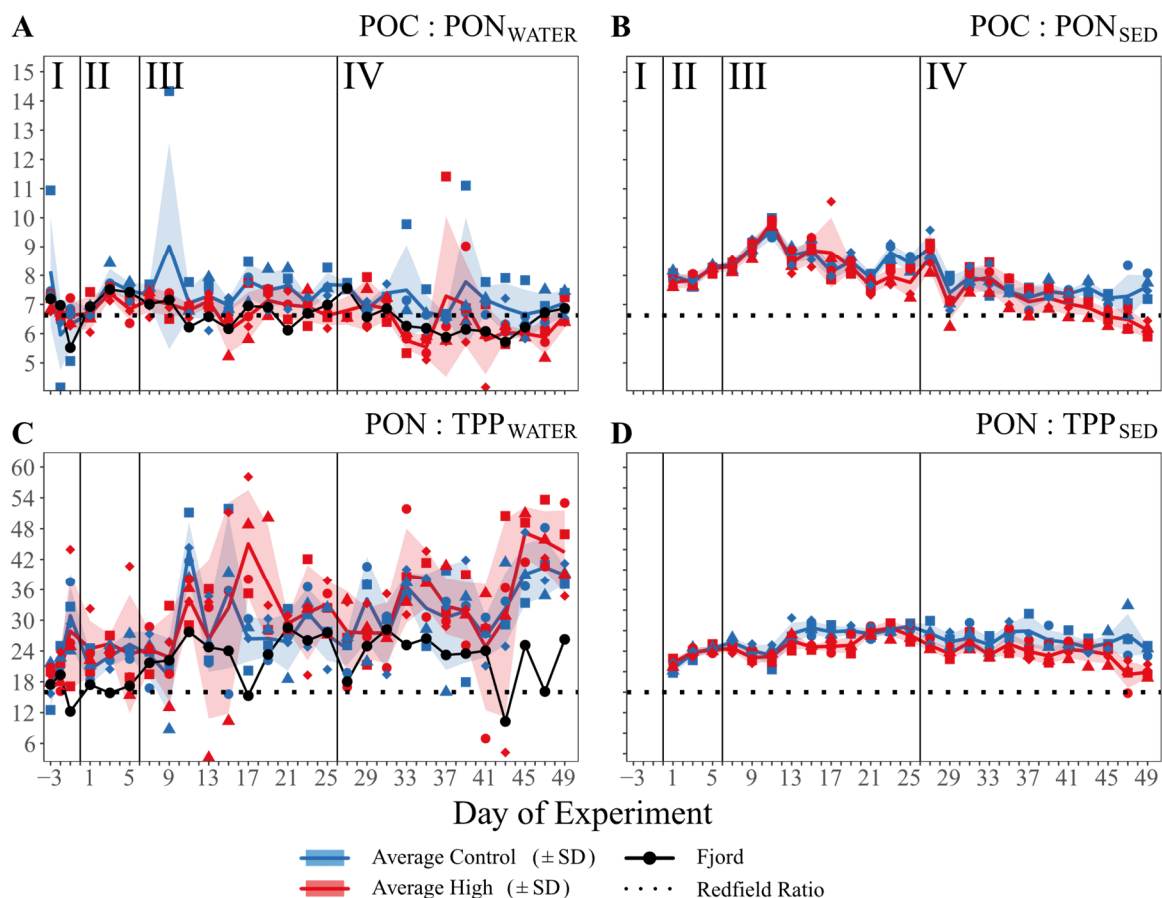 A POC : PON WATER
B POC : PON SED
I II III IV
I II III IV
15
14
13
12
11
10
9
8
7
6
5
C PON : TPP WATER
D PON : TPP SED
60
54
48
42
36
30
24
18
12
6
−3 1 5 9 13 17 21 25 29 33 37 41 45 49
−3 1 5 9 13 17 21 25 29 33 37 41 45 49
Day of Experiment
Average Control (± SD) Fjord
Average High (± SD) Redfield Ratio